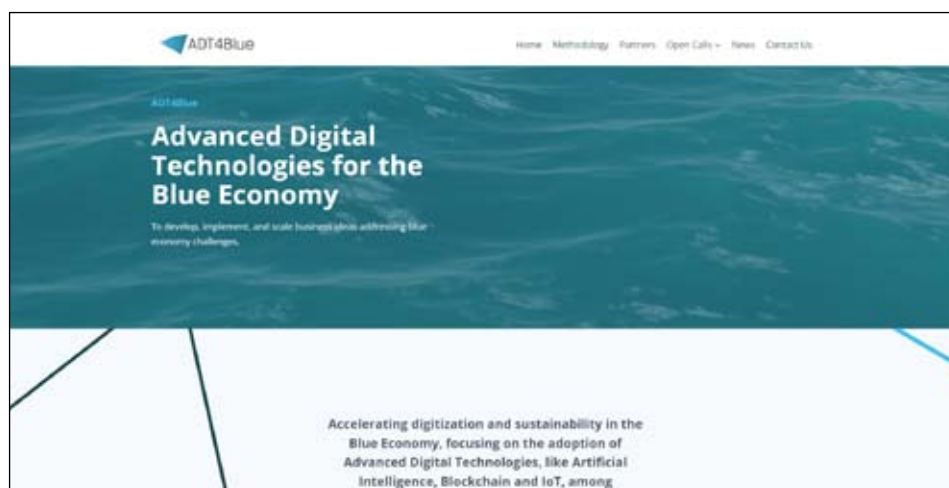 ADT4Blue
Home Methodology Partners Open Calls News Contact Us
ADT4Blue
Advanced Digital
Technologies for the
Blue Economy
To develop, implement, and scale business ideas addressing blue
economy challenges.
Accelerating digitization and sustainability in the
Blue Economy, focusing on the adoption of
Advanced Digital Technologies, like Artificial
Intelligence, Blockchain and IoT, among